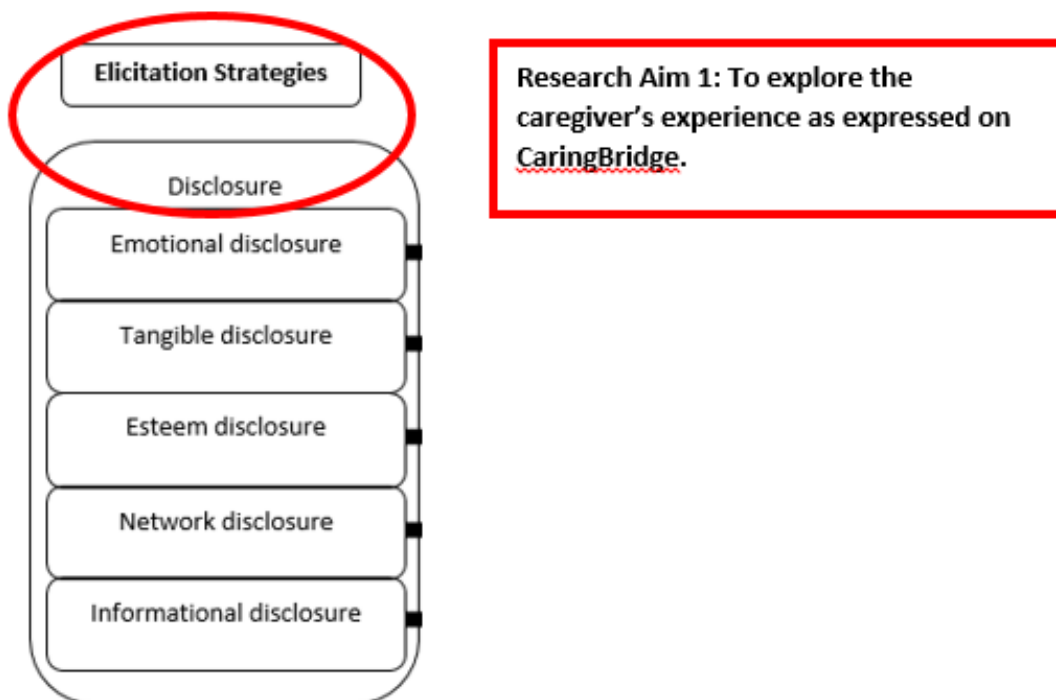 Elicitation Strategies
Research Aim 1: To explore the
caregiver's experience as expressed on
CaringBridge.
Disclosure
Emotional disclosure
Tangible disclosure
Esteem disclosure
Network disclosure
Informational disclosure